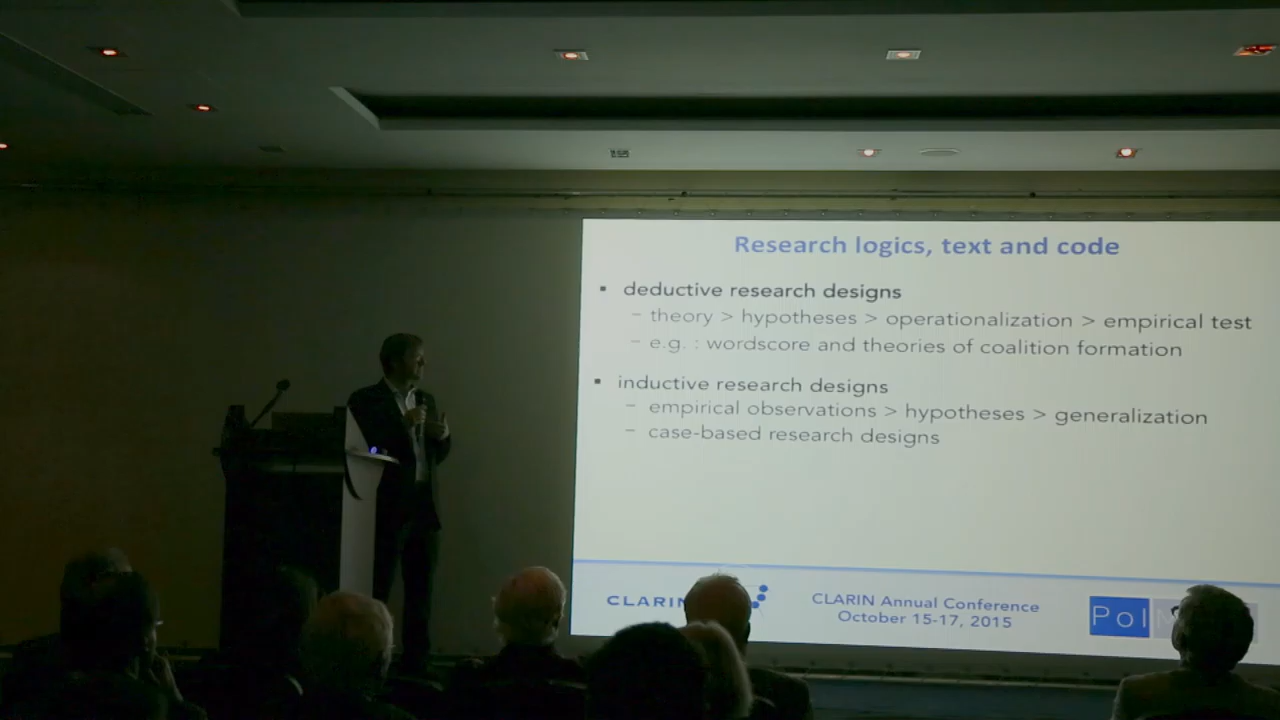 Research logics, text and code
▪ deductive research designs
– theory > hypotheses > operationalization > empirical test
– e.g. : wordscore and theories of coalition formation
▪ inductive research designs
– empirical observations > hypotheses > generalization
– case-based research designs
CLARIN
CLARIN Annual Conference
October 15-17, 2015
Pol